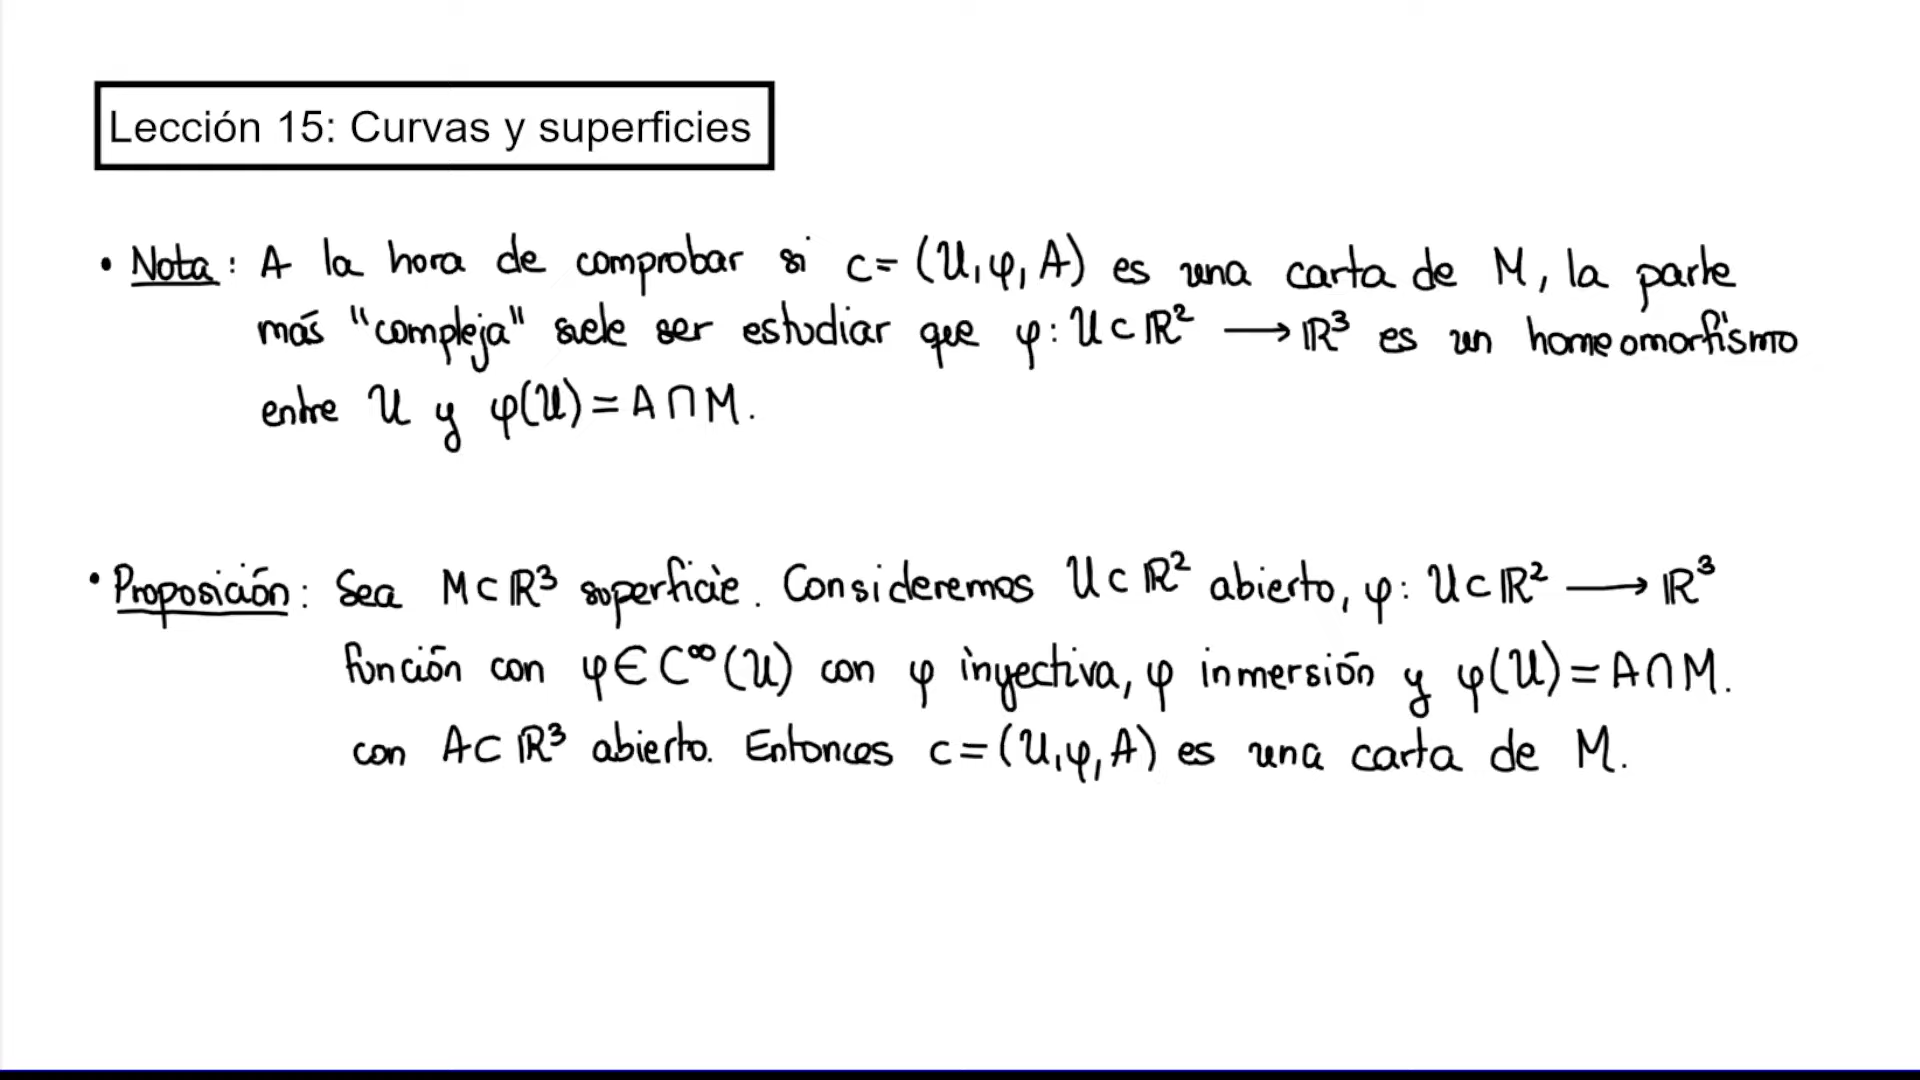 Lección 15: Curvas y superficies
• Nota: A la hora de comprobar si c=(U,φ,A) es una carta de M, la parte
más "compleja" suele ser estudiar que φ: U⊂ℝ² ⟶ ℝ³ es un homeomorfismo
entre U y φ(U)=A∩M.
• Proposición: Sea M⊂ℝ³ superficie. Consideremos U⊂ℝ² abierto, φ: U⊂ℝ² ⟶ ℝ³
función con φ∈C^∞(U) con φ inyectiva, φ inmersión y φ(U)=A∩M.
con A⊂ℝ³ abierto. Entonces c=(U,φ,A) es una carta de M.